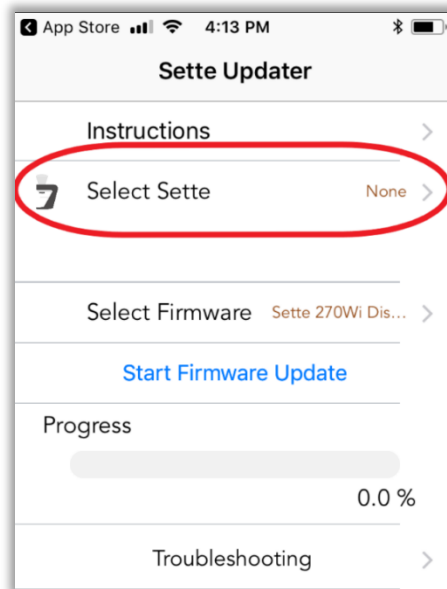 App Store 4:13 PM
Sette Updater
Instructions
Select Sette None
Select Firmware Sette 270Wi Dis...
Start Firmware Update
Progress
0.0 %
Troubleshooting